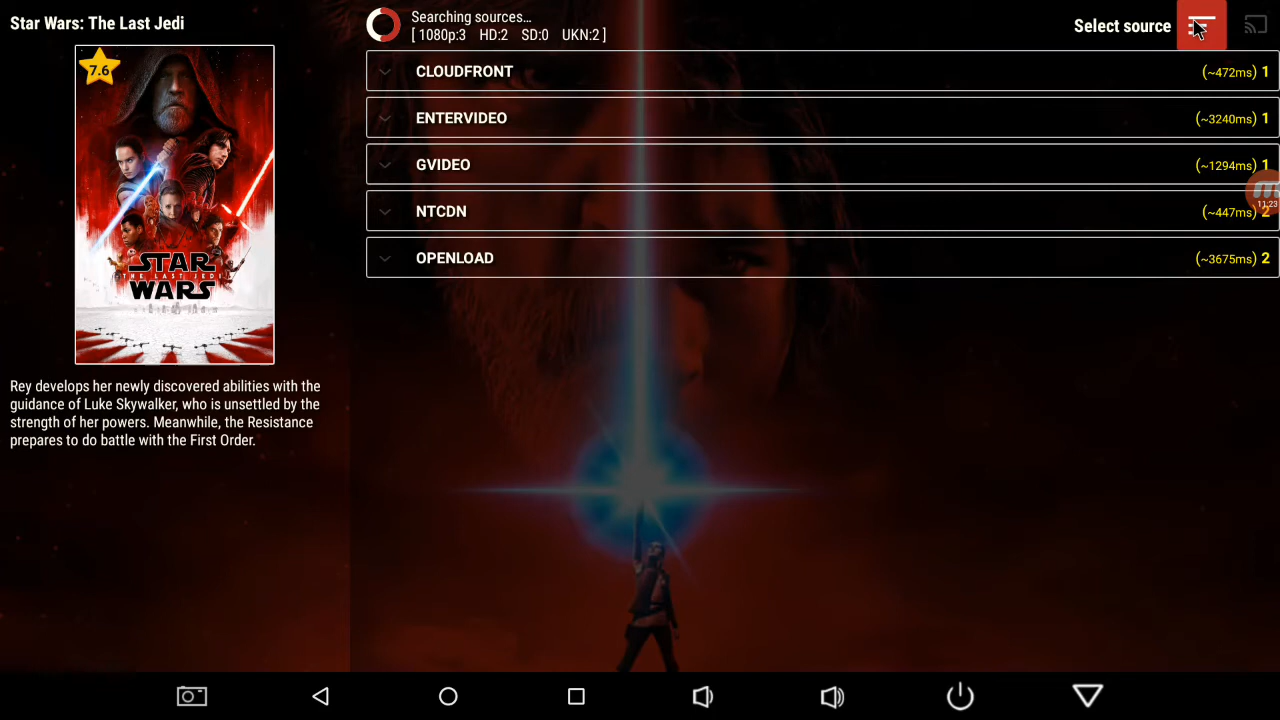 Star Wars: The Last Jedi
7.6
STAR
THE LAST JEDI
WARS
Rey develops her newly discovered abilities with the
guidance of Luke Skywalker, who is unsettled by the
strength of her powers. Meanwhile, the Resistance
prepares to do battle with the First Order.
Searching sources...
[ 1080p:3 HD:2 SD:0 UKN:2 ]
Select source
CLOUDFRONT (~472ms) 1
ENTERVIDEO (~3240ms) 1
GVIDEO (~1294ms) 1
NTCDN (~447ms) 2
OPENLOAD (~3675ms) 2
11:23